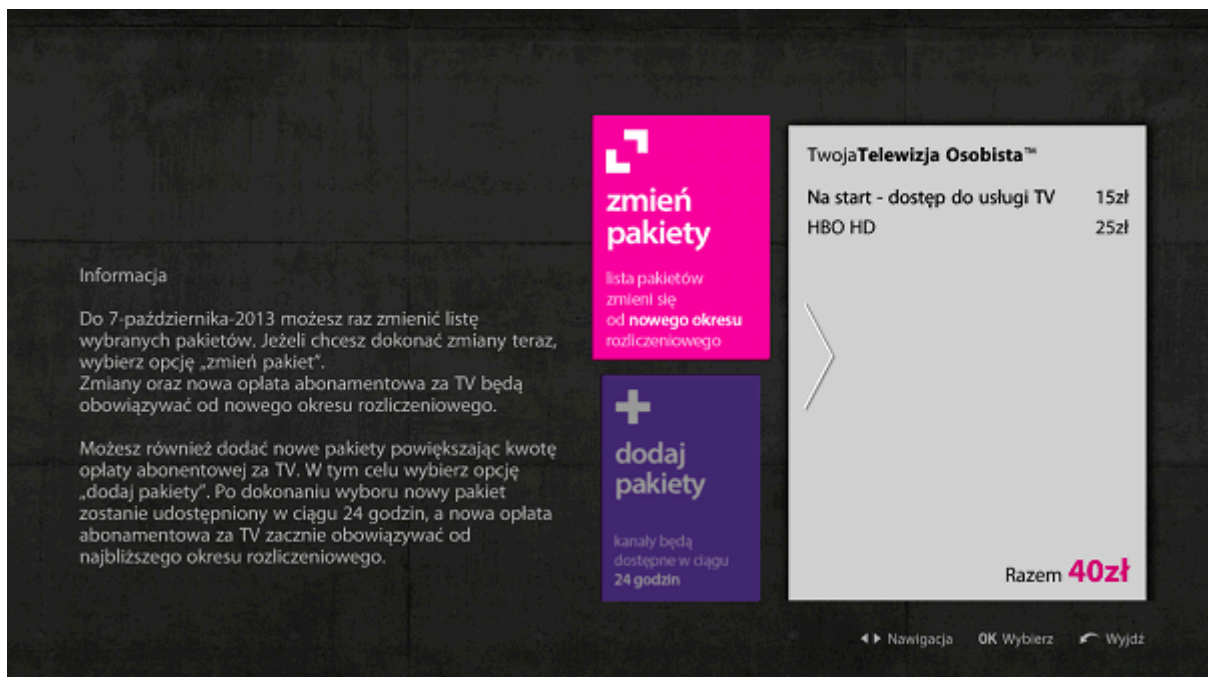 Informacja
Do 7-października-2013 możesz raz zmienić listę
wybranych pakietów. Jeżeli chcesz dokonać zmiany teraz,
wybierz opcję „zmień pakiet”.
Zmiany oraz nowa opłata abonamentowa za TV będą
obowiązywać od nowego okresu rozliczeniowego.
Możesz również dodać nowe pakiety powiększając kwotę
opłaty abonentowej za TV. W tym celu wybierz opcję
„dodaj pakiety”. Po dokonaniu wyboru nowy pakiet
zostanie udostępniony w ciągu 24 godzin, a nowa opłata
abonamentowa za TV zacznie obowiązywać od
najbliższego okresu rozliczeniowego.
zmień
pakiety
lista pakietów
zmieni się
od nowego okresu
rozliczeniowego
dodaj
pakiety
kanały będą
dostępne w ciągu
24 godzin
TwojaTelewizja Osobista™
Na start - dostęp do usługi TV 15zł
HBO HD 25zł
Razem 40zł
Nawigacja OK Wybierz Wyjdź